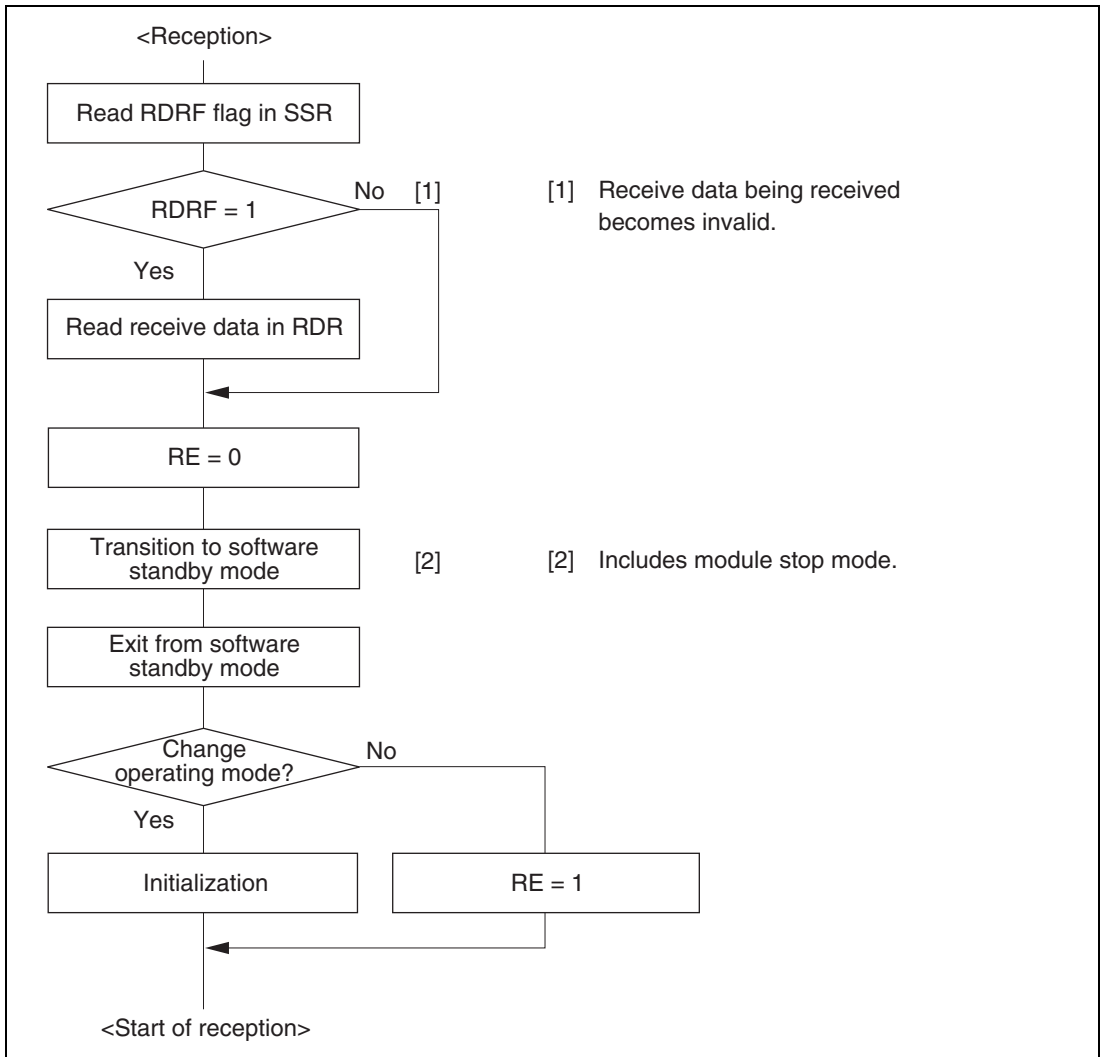 <Reception>
Read RDRF flag in SSR
No [1]
[1] Receive data being received
becomes invalid.
RDRF = 1
Yes
Read receive data in RDR
RE = 0
Transition to software
standby mode
[2]
[2] Includes module stop mode.
Exit from software
standby mode
Change
operating mode?
No
Yes
Initialization
RE = 1
<Start of reception>